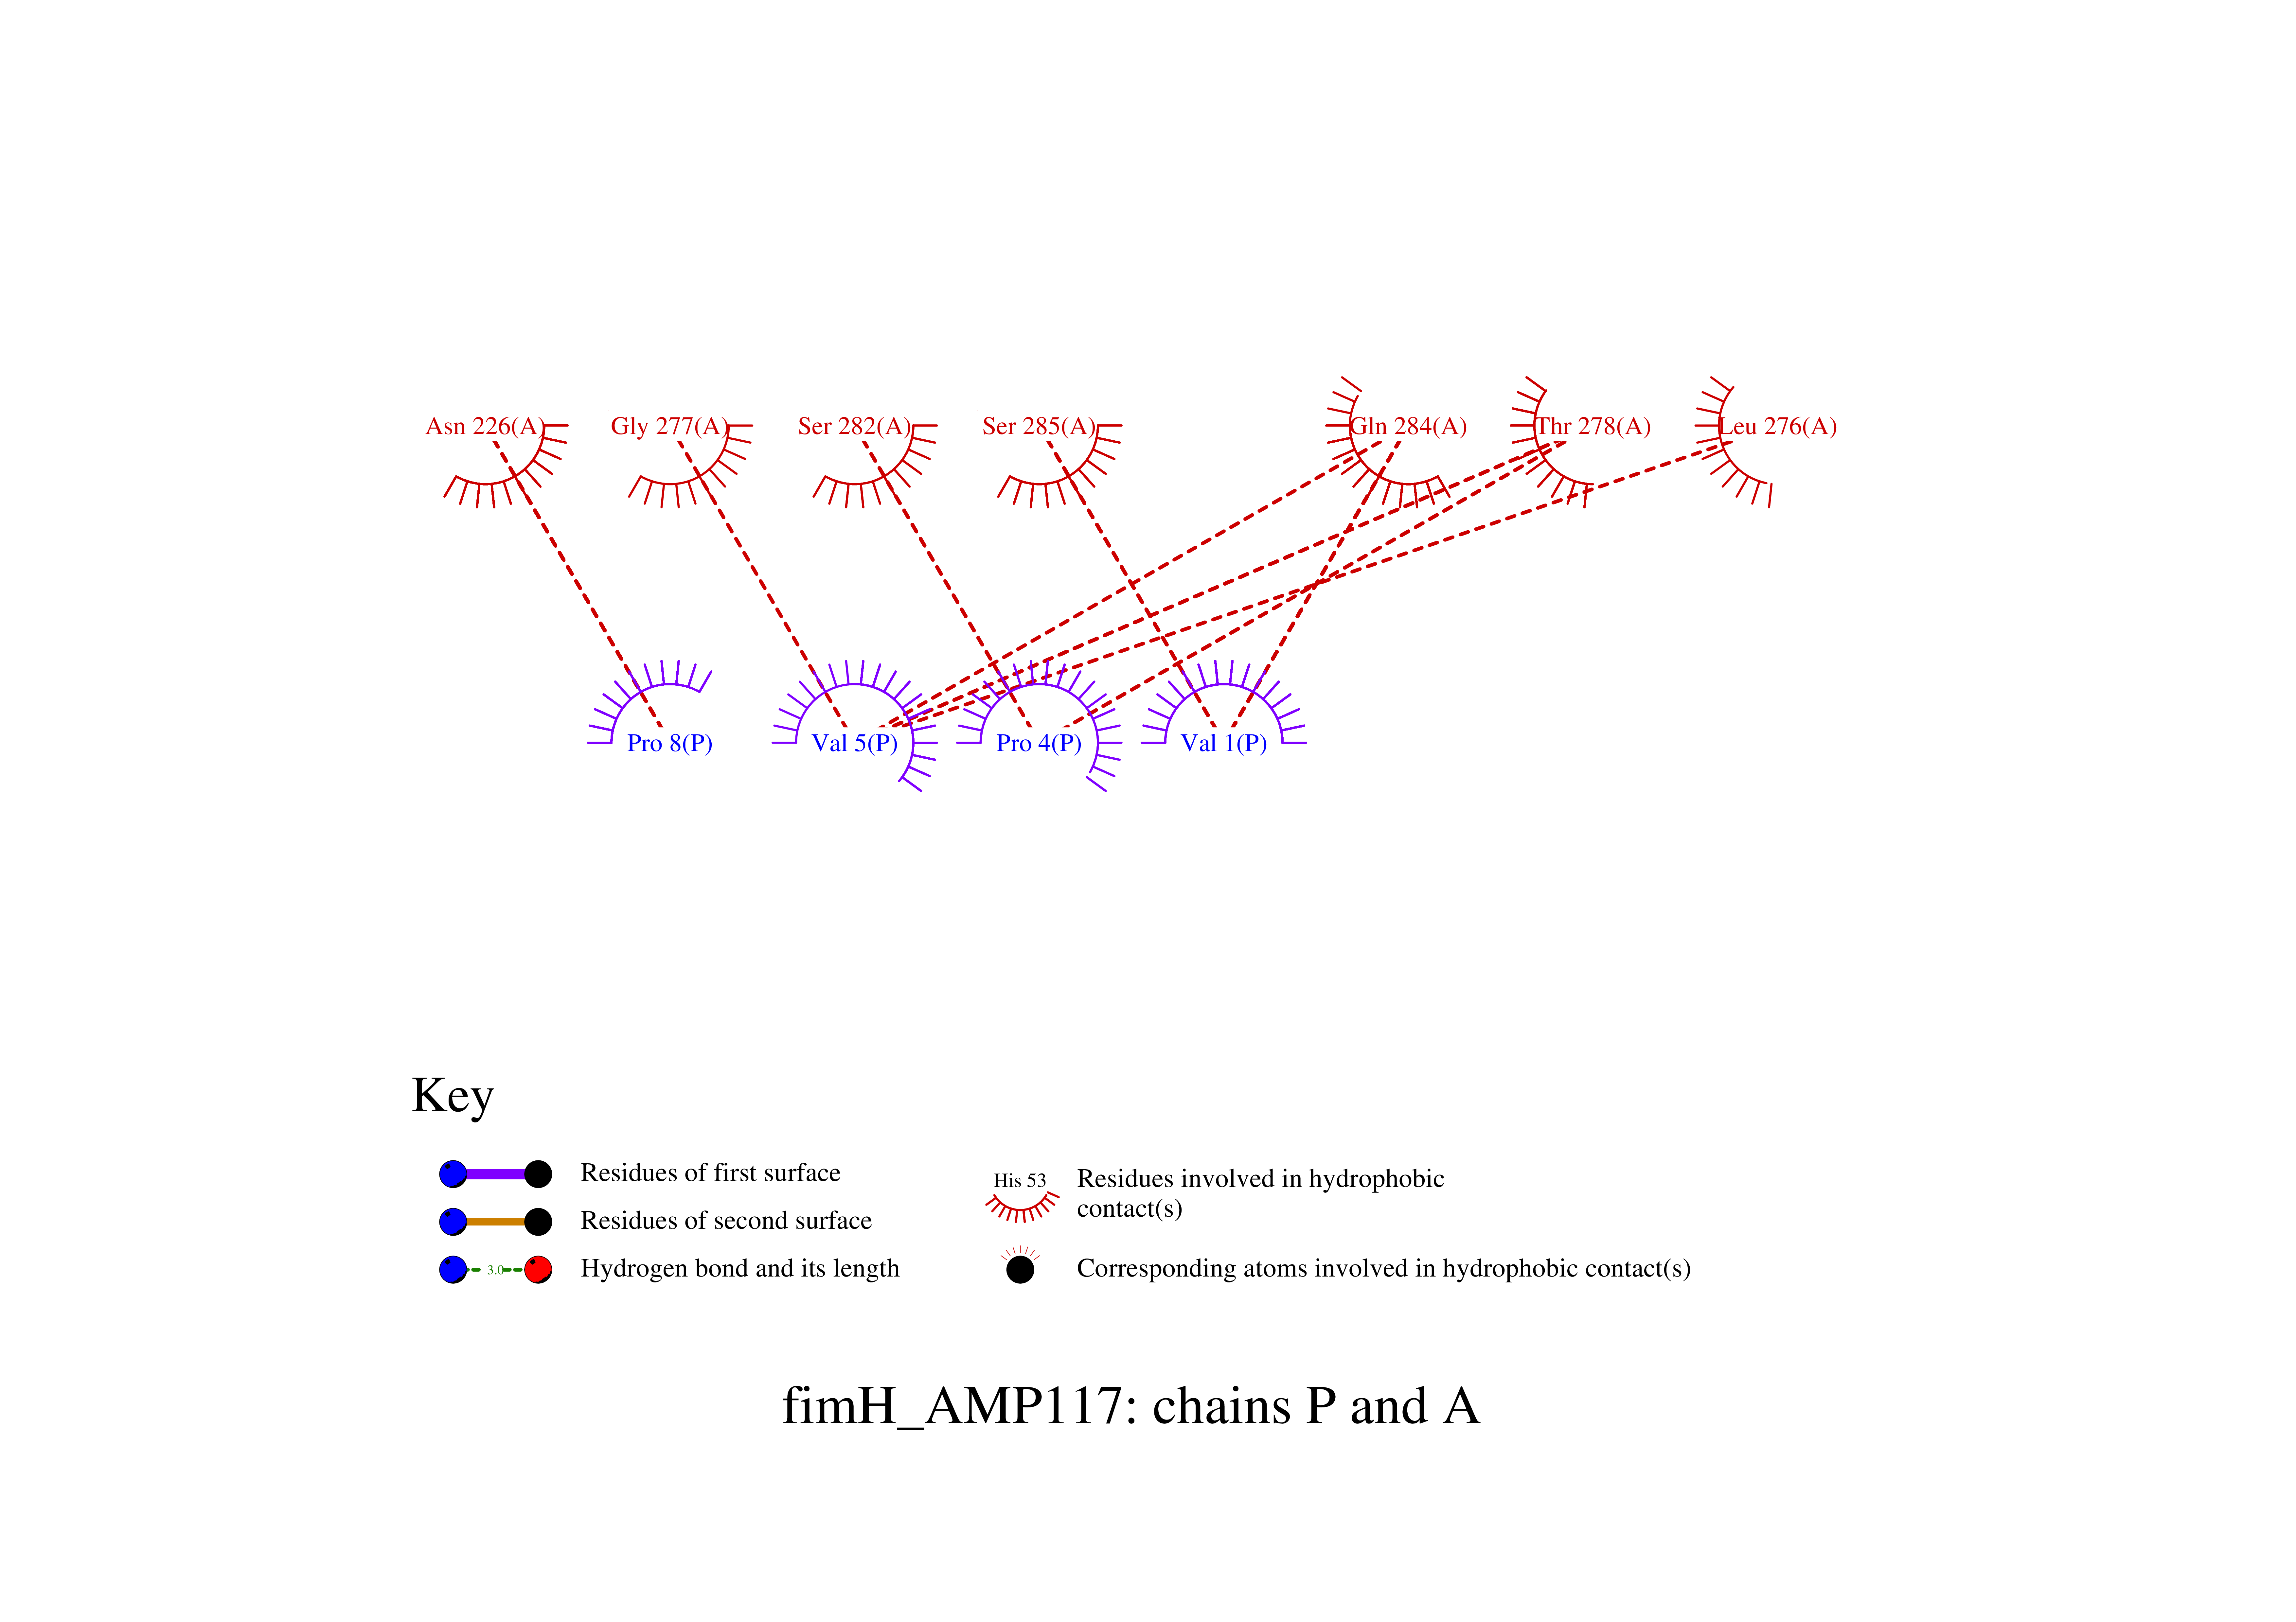 Asn 226(A) Gly 277(A) Ser 282(A) Ser 285(A) Gln 284(A) Thr 278(A) Leu 276(A)
Pro 8(P) Val 5(P) Pro 4(P) Val 1(P)
Key
Residues of first surface
Residues of second surface
3.0 Hydrogen bond and its length
His 53 Residues involved in hydrophobic
contact(s)
Corresponding atoms involved in hydrophobic contact(s)
fimH_AMP117: chains P and A